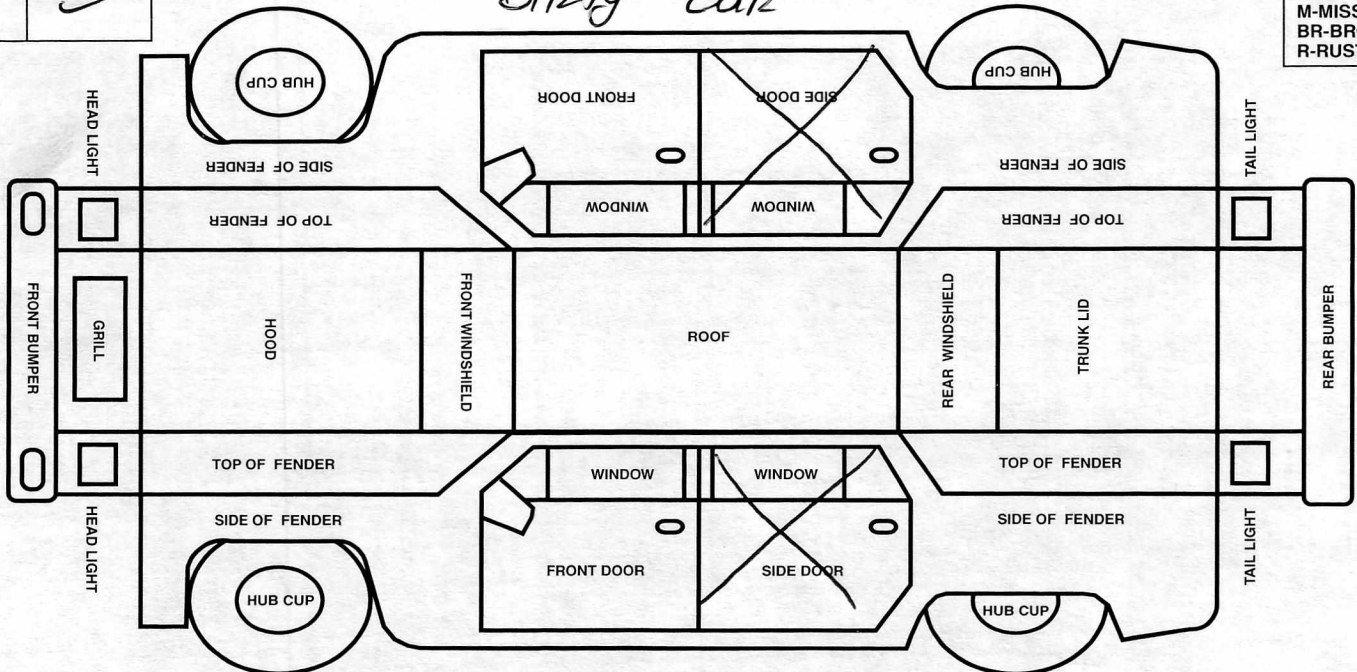 Dirty Car
M-MISS
BR-BR
R-RUST
HUB CUP
HUB CUP
FRONT DOOR
SIDE DOOR
HEAD LIGHT
TAIL LIGHT
SIDE OF FENDER
SIDE OF FENDER
WINDOW
WINDOW
TOP OF FENDER
TOP OF FENDER
FRONT BUMPER
GRILL
HOOD
FRONT WINDSHIELD
ROOF
REAR WINDSHIELD
TRUNK LID
REAR BUMPER
TOP OF FENDER
WINDOW
WINDOW
TOP OF FENDER
SIDE OF FENDER
SIDE OF FENDER
HEAD LIGHT
TAIL LIGHT
FRONT DOOR
SIDE DOOR
HUB CUP
HUB CUP